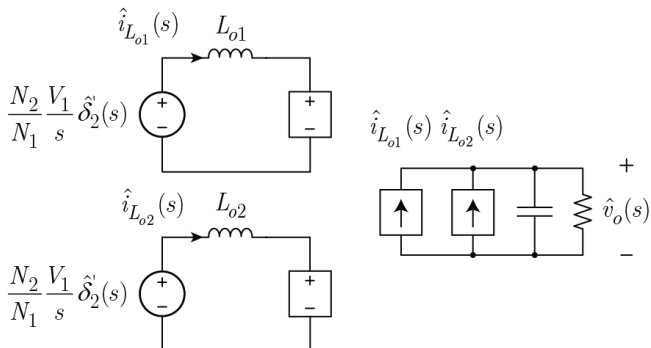 î_{L_{o1}}(s) L_{o1}
N_2/N_1 V_1/s δ̂'_2(s)
+ −
+ −
î_{L_{o1}}(s) î_{L_{o2}}(s)
+
v̂_o(s)
−
î_{L_{o2}}(s) L_{o2}
N_2/N_1 V_1/s δ̂'_2(s)
+ −
+ −